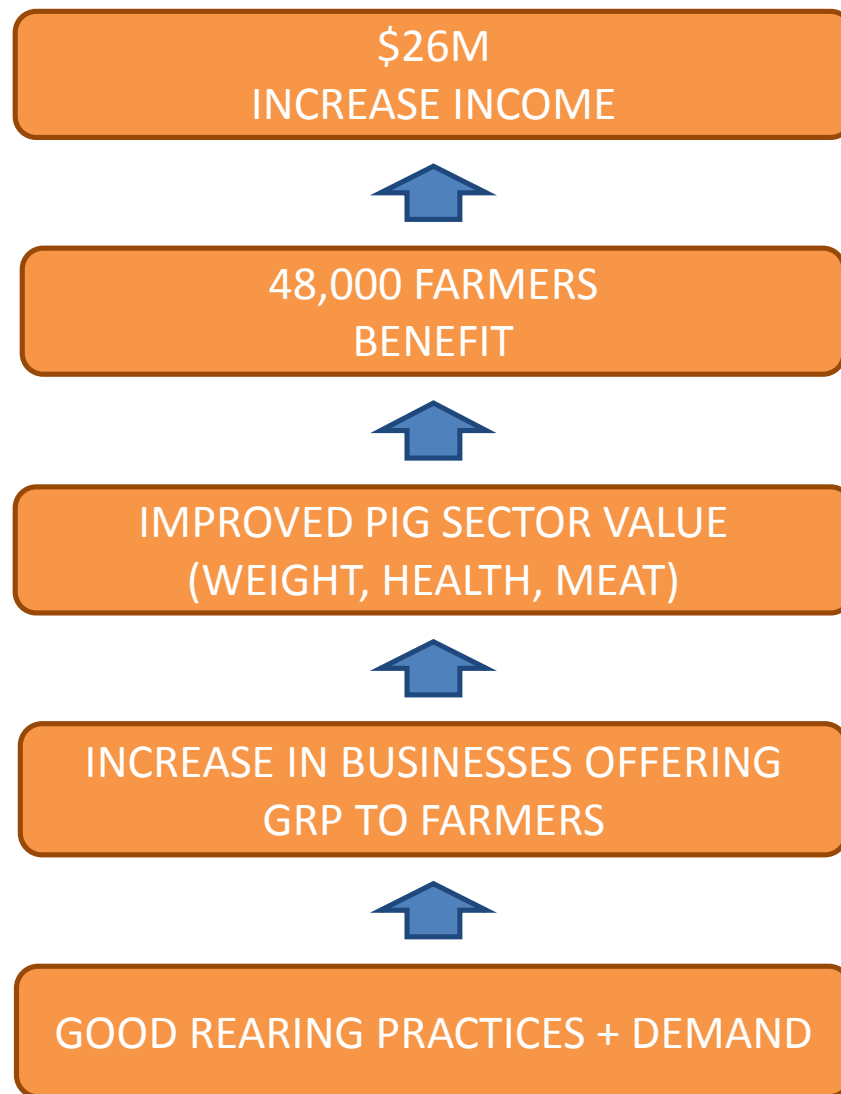 $26M
INCREASE INCOME
48,000 FARMERS
BENEFIT
IMPROVED PIG SECTOR VALUE
(WEIGHT, HEALTH, MEAT)
INCREASE IN BUSINESSES OFFERING
GRP TO FARMERS
GOOD REARING PRACTICES + DEMAND